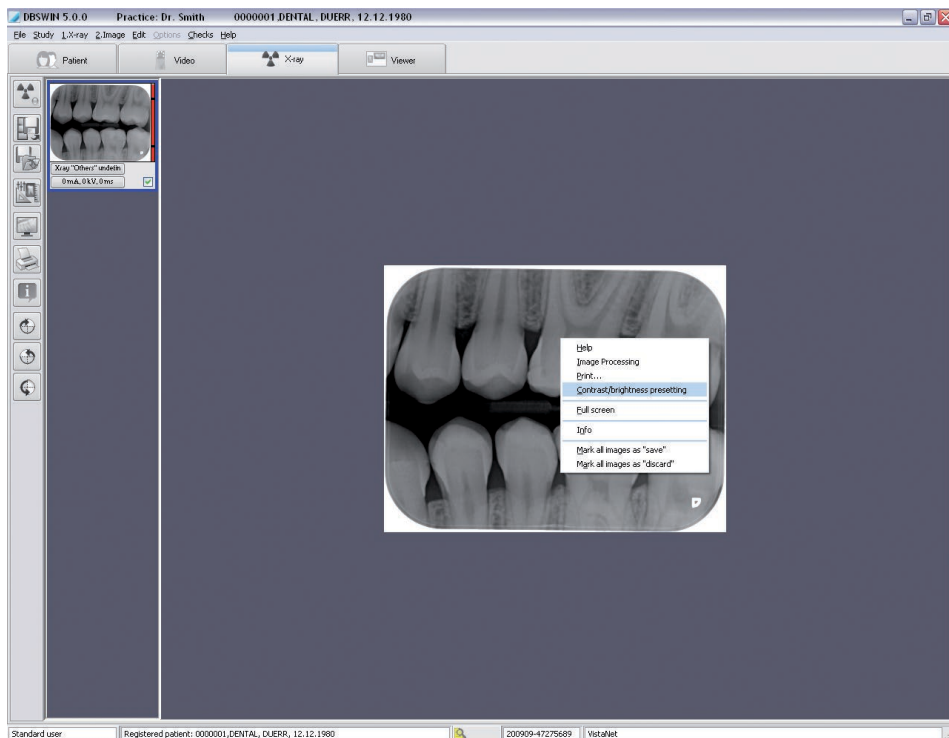 DBSWIN 5.0.0 Practice: Dr. Smith 0000001 ,DENTAL, DUERR, 12.12.1980
File Study 1.X-ray 2.Image Edit Options Checks Help
Patient Video X-ray Viewer
Xray "Others" undefin
0 mA, 0 kV, 0 ms
Help
Image Processing
Print...
Contrast/brightness presetting
Full screen
Info
Mark all images as "save"
Mark all images as "discard"
Standard user Registered patient: 0000001,DENTAL, DUERR, 12.12.1980 200909-47275689 VistaNet